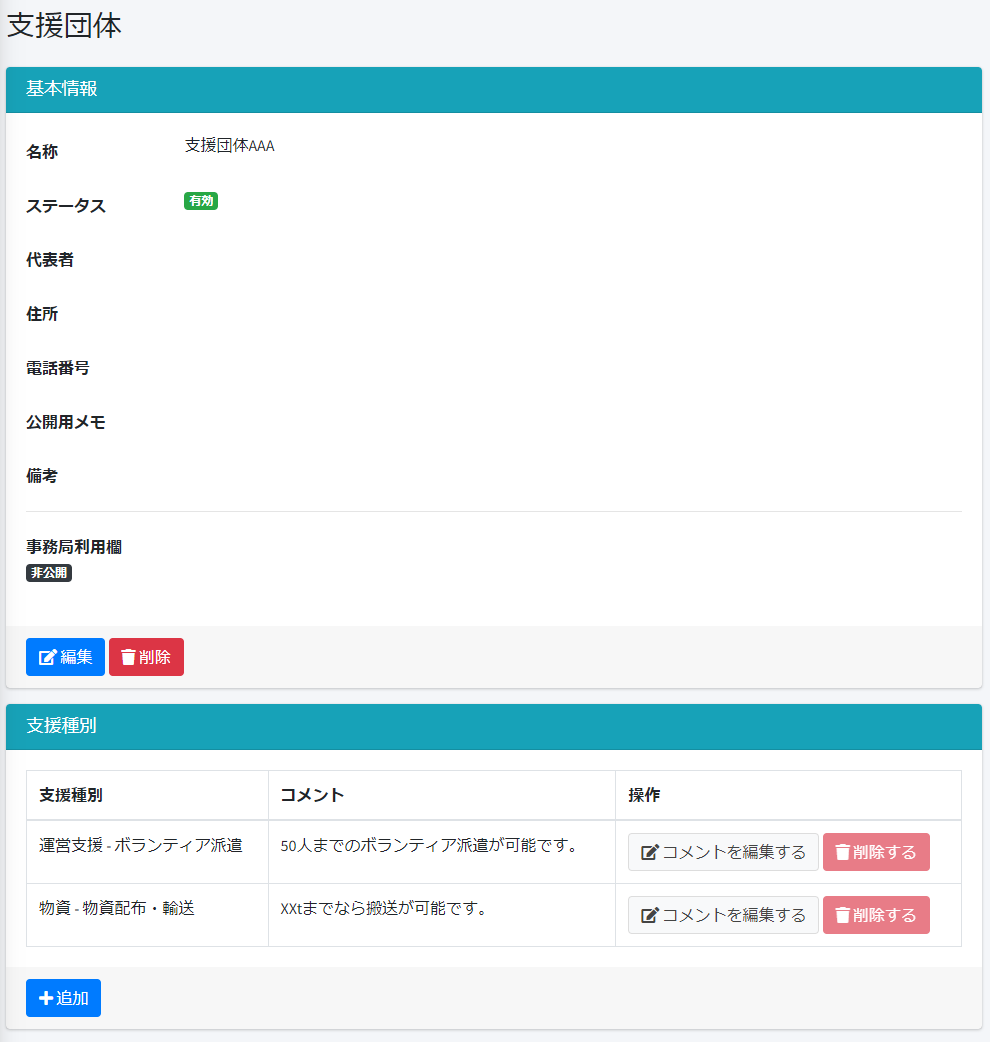 支援団体
基本情報
名称 支援団体AAA
ステータス 有効
代表者
住所
電話番号
公開用メモ
備考
事務局利用欄
非公開
編集 削除
支援種別
支援種別 コメント 操作
運営支援 - ボランティア派遣 50人までのボランティア派遣が可能です。 コメントを編集する 削除する
物資 - 物資配布・輸送 XXtまでなら搬送が可能です。 コメントを編集する 削除する
追加